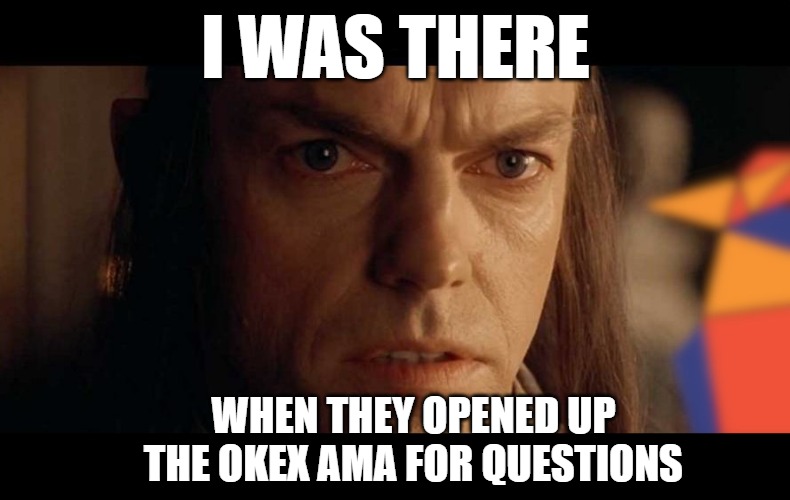 I WAS THERE
WHEN THEY OPENED UP
THE OKEX AMA FOR QUESTIONS